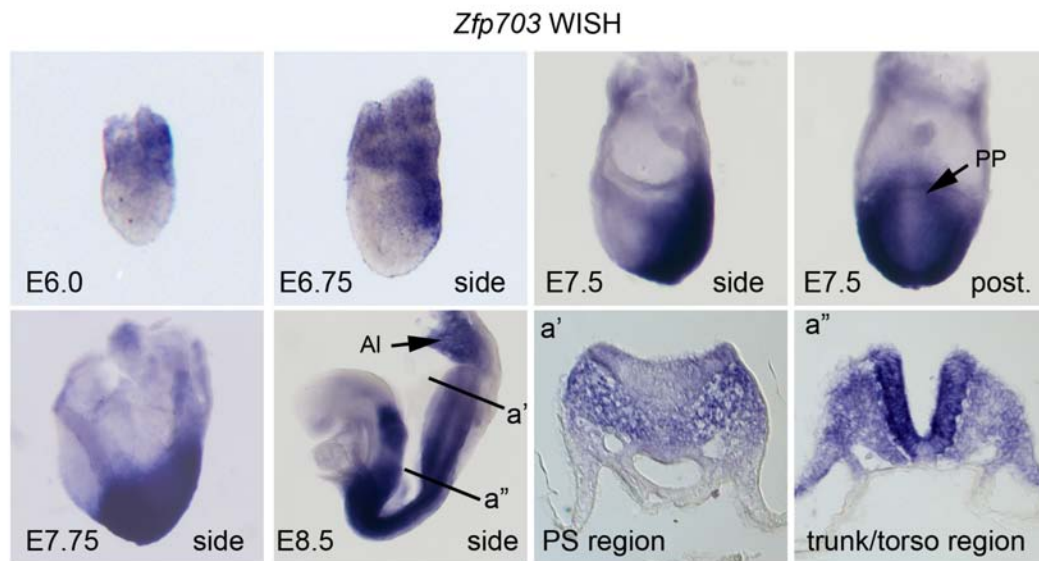 Zfp703 WISH
E6.0
E6.75 side
E7.5 side
PP
E7.5 post.
E7.75 side
Al
a'
a"
E8.5 side
a'
PS region
a"
trunk/torso region